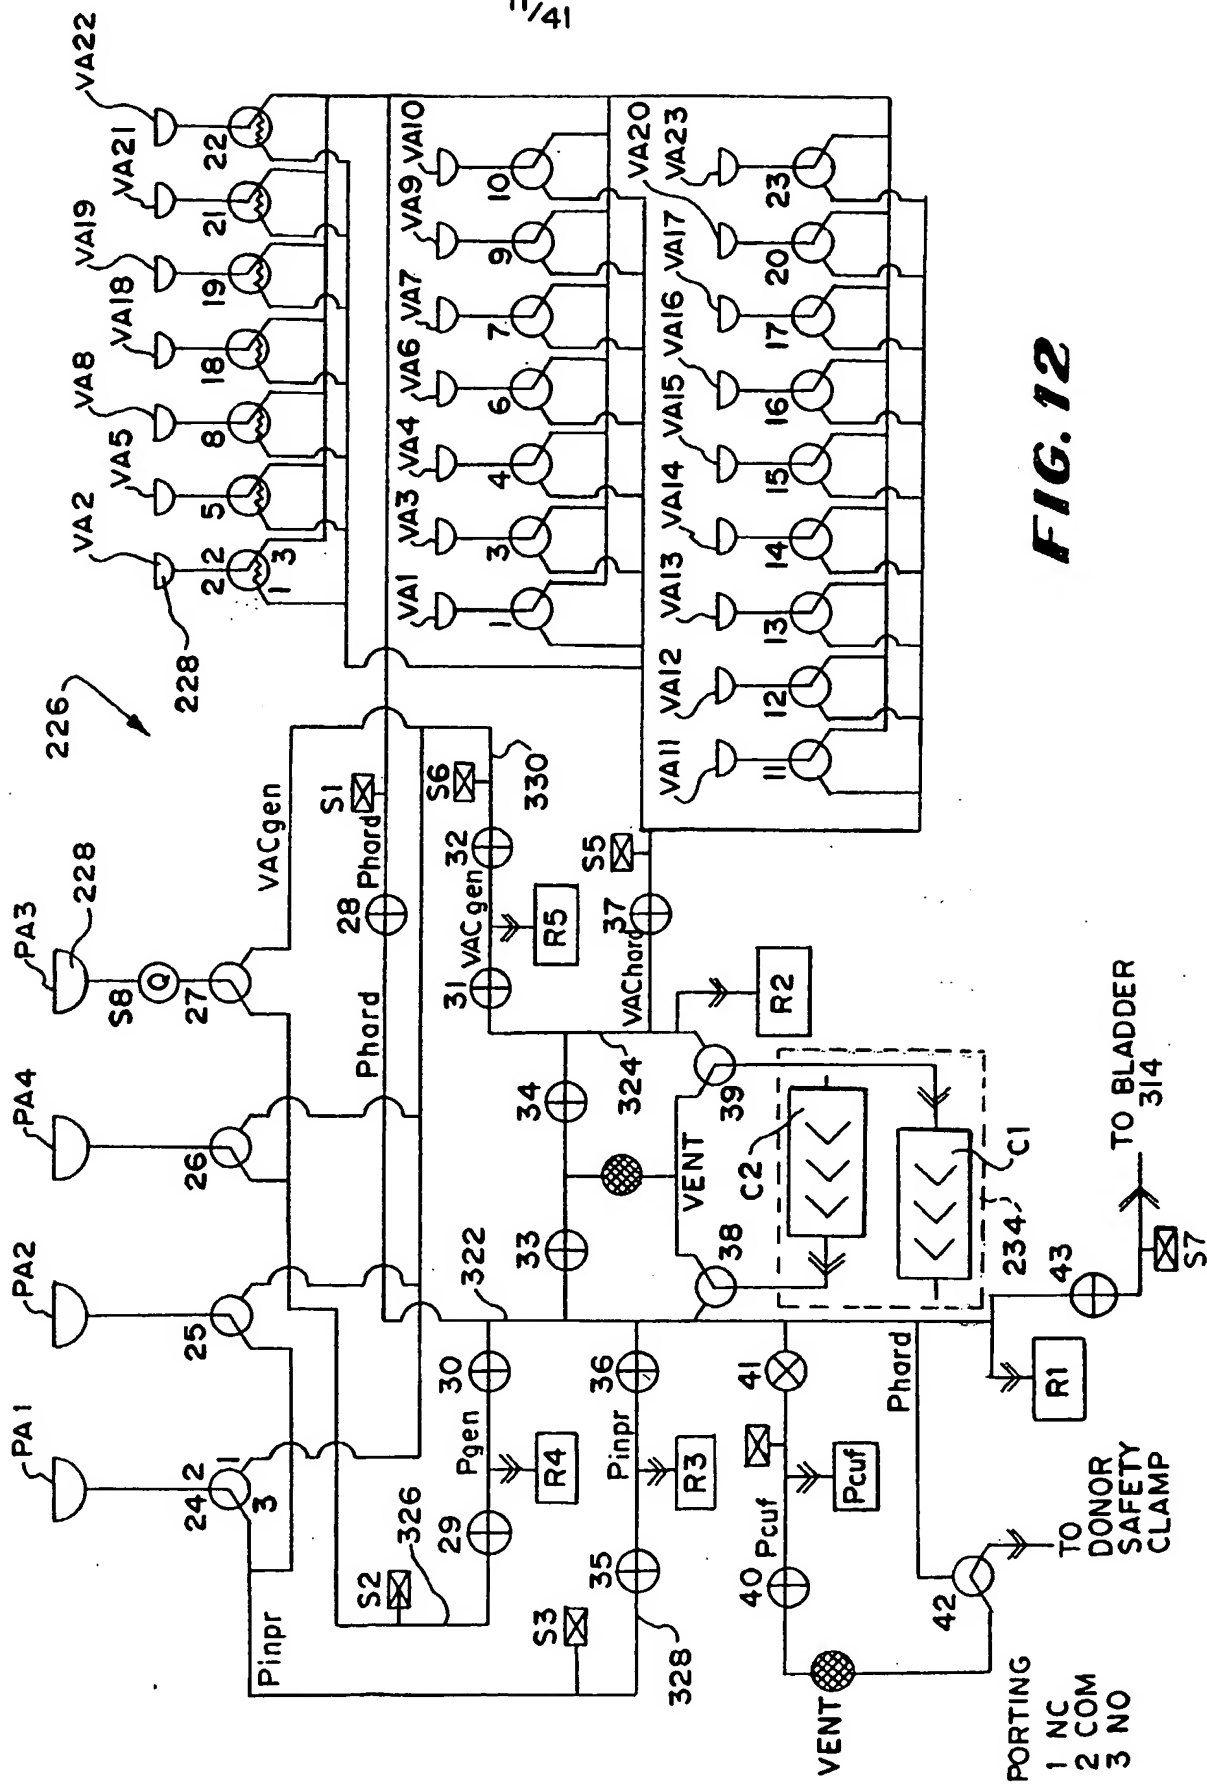 11/41
VA2
VA5
VA8
VA18
VA19
VA21
VA22
226
228
2
2
1
3
5
8
18
19
21
22
PA1
PA2
PA4
PA3
228
S8
Q
VACgen
24
2
1
3
25
26
27
S1
Phard
28
Phard
VA1
VA3
VA4
VA6
VA7
VA9
VA10
1
3
4
6
7
9
10
Pinpr
S2
326
29
Pgen
30
R4
322
31
VACgen
32
S6
330
R5
S3
328
35
Pinpr
36
R3
33
34
324
VAChard
37
S5
R2
VENT
38
39
VA11
VA12
VA13
VA14
VA15
VA16
VA17
VA20
VA23
11
12
13
14
15
16
17
20
23
40
Pcuf
41
Pcuf
VENT
C2
C1
234
42
Phard
R1
43
S7
TO BLADDER
314
TO
DONOR
SAFETY
CLAMP
PORTING
1 NC
2 COM
3 NO
FIG. 12